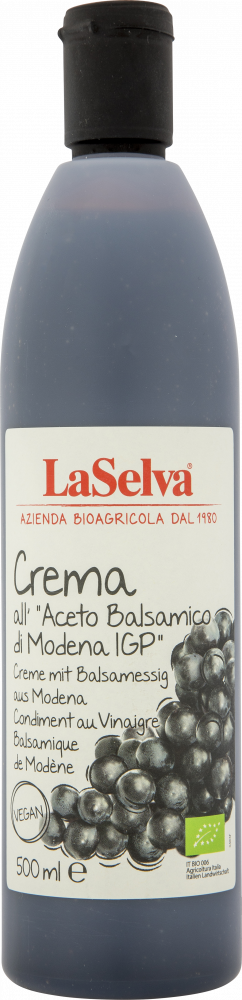 LaSelva®
AZIENDA BIOAGRICOLA DAL 1980
Crema
all' "Aceto Balsamico
di Modena IGP"
Creme mit Balsamessig
aus Modena
Condiment au Vinaigre
Balsamique
de Modène
VEGAN
500 ml e
IT BIO 006
Agricoltura Italia
Italien Landwirtschaft